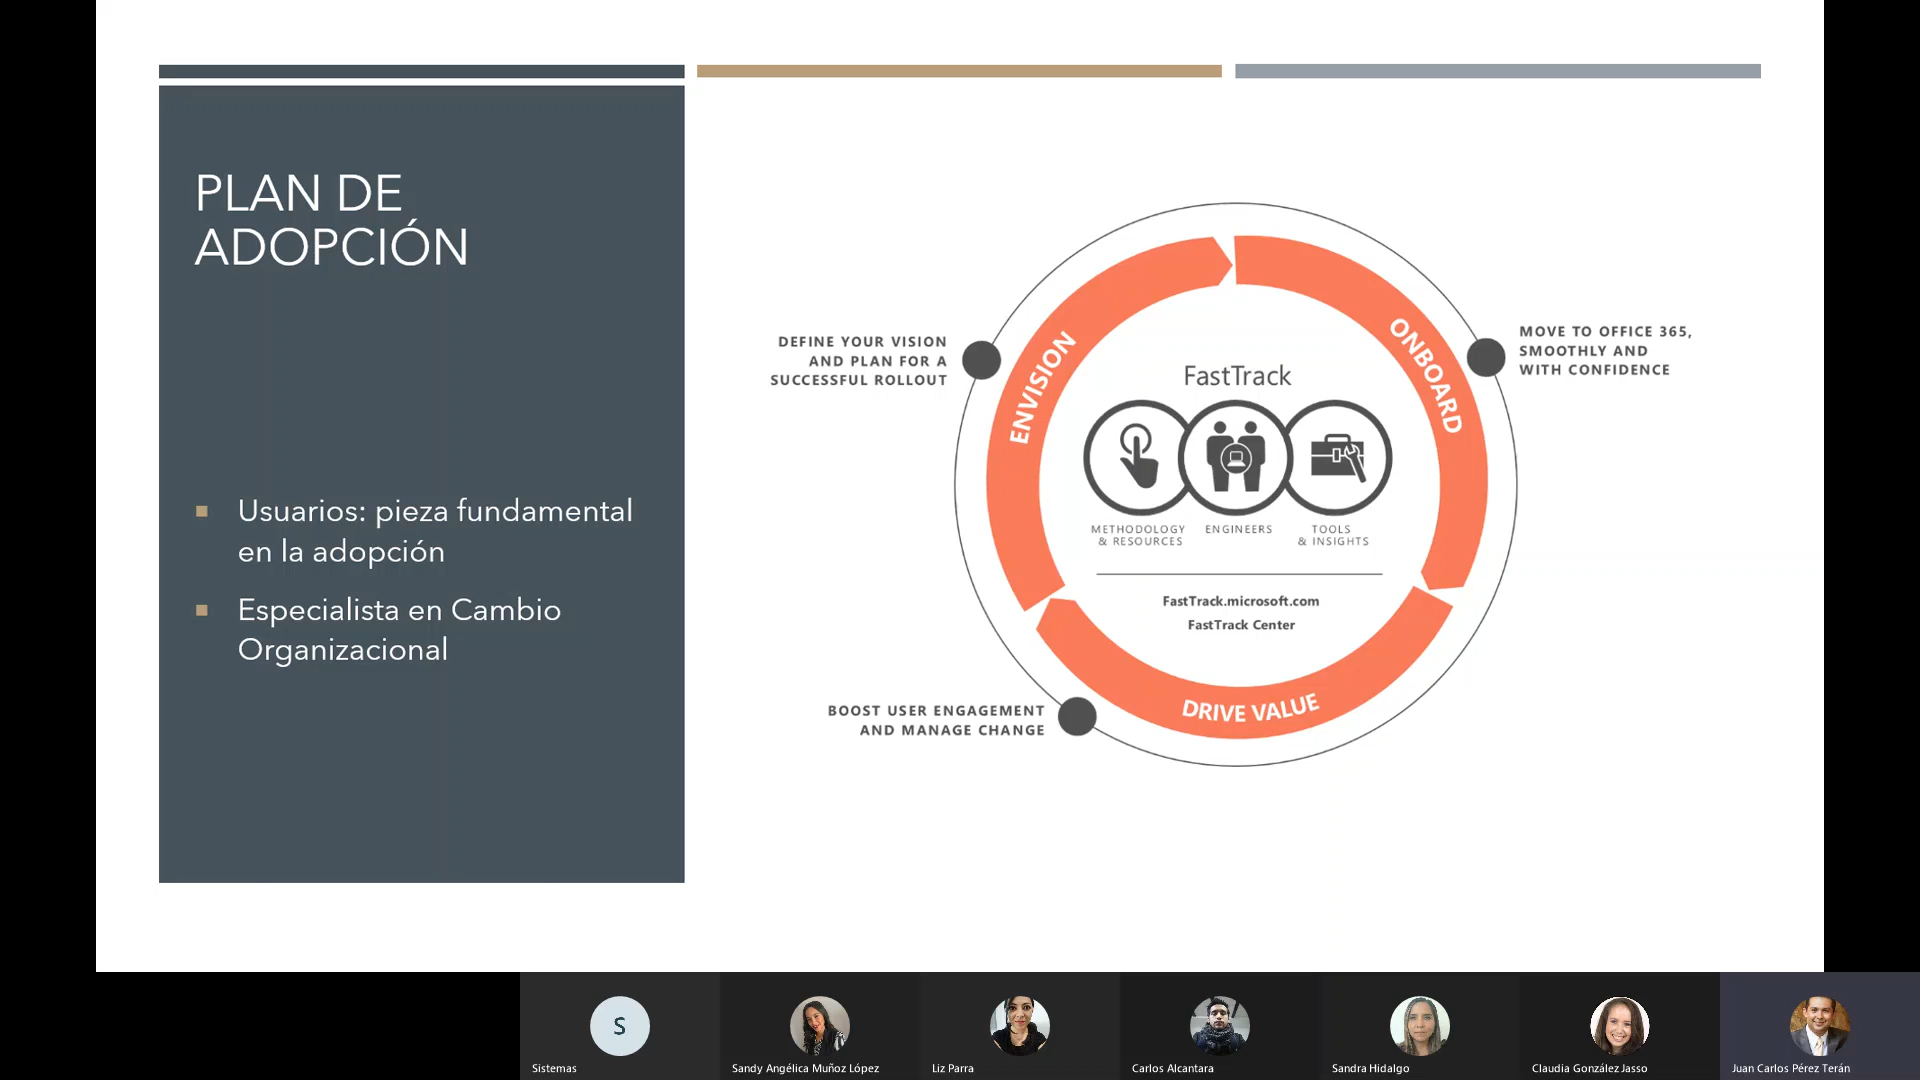 PLAN DE
ADOPCIÓN
Usuarios: pieza fundamental
en la adopción
Especialista en Cambio
Organizacional
DEFINE YOUR VISION
AND PLAN FOR A
SUCCESSFUL ROLLOUT
ENVISION
ONBOARD
MOVE TO OFFICE 365,
SMOOTHLY AND
WITH CONFIDENCE
FastTrack
METHODOLOGY
& RESOURCES
ENGINEERS
TOOLS
& INSIGHTS
FastTrack.microsoft.com
FastTrack Center
DRIVE VALUE
BOOST USER ENGAGEMENT
AND MANAGE CHANGE
S
Sistemas
Sandy Angélica Muñoz López
Liz Parra
Carlos Alcantara
Sandra Hidalgo
Claudia González Jasso
Juan Carlos Pérez Terán